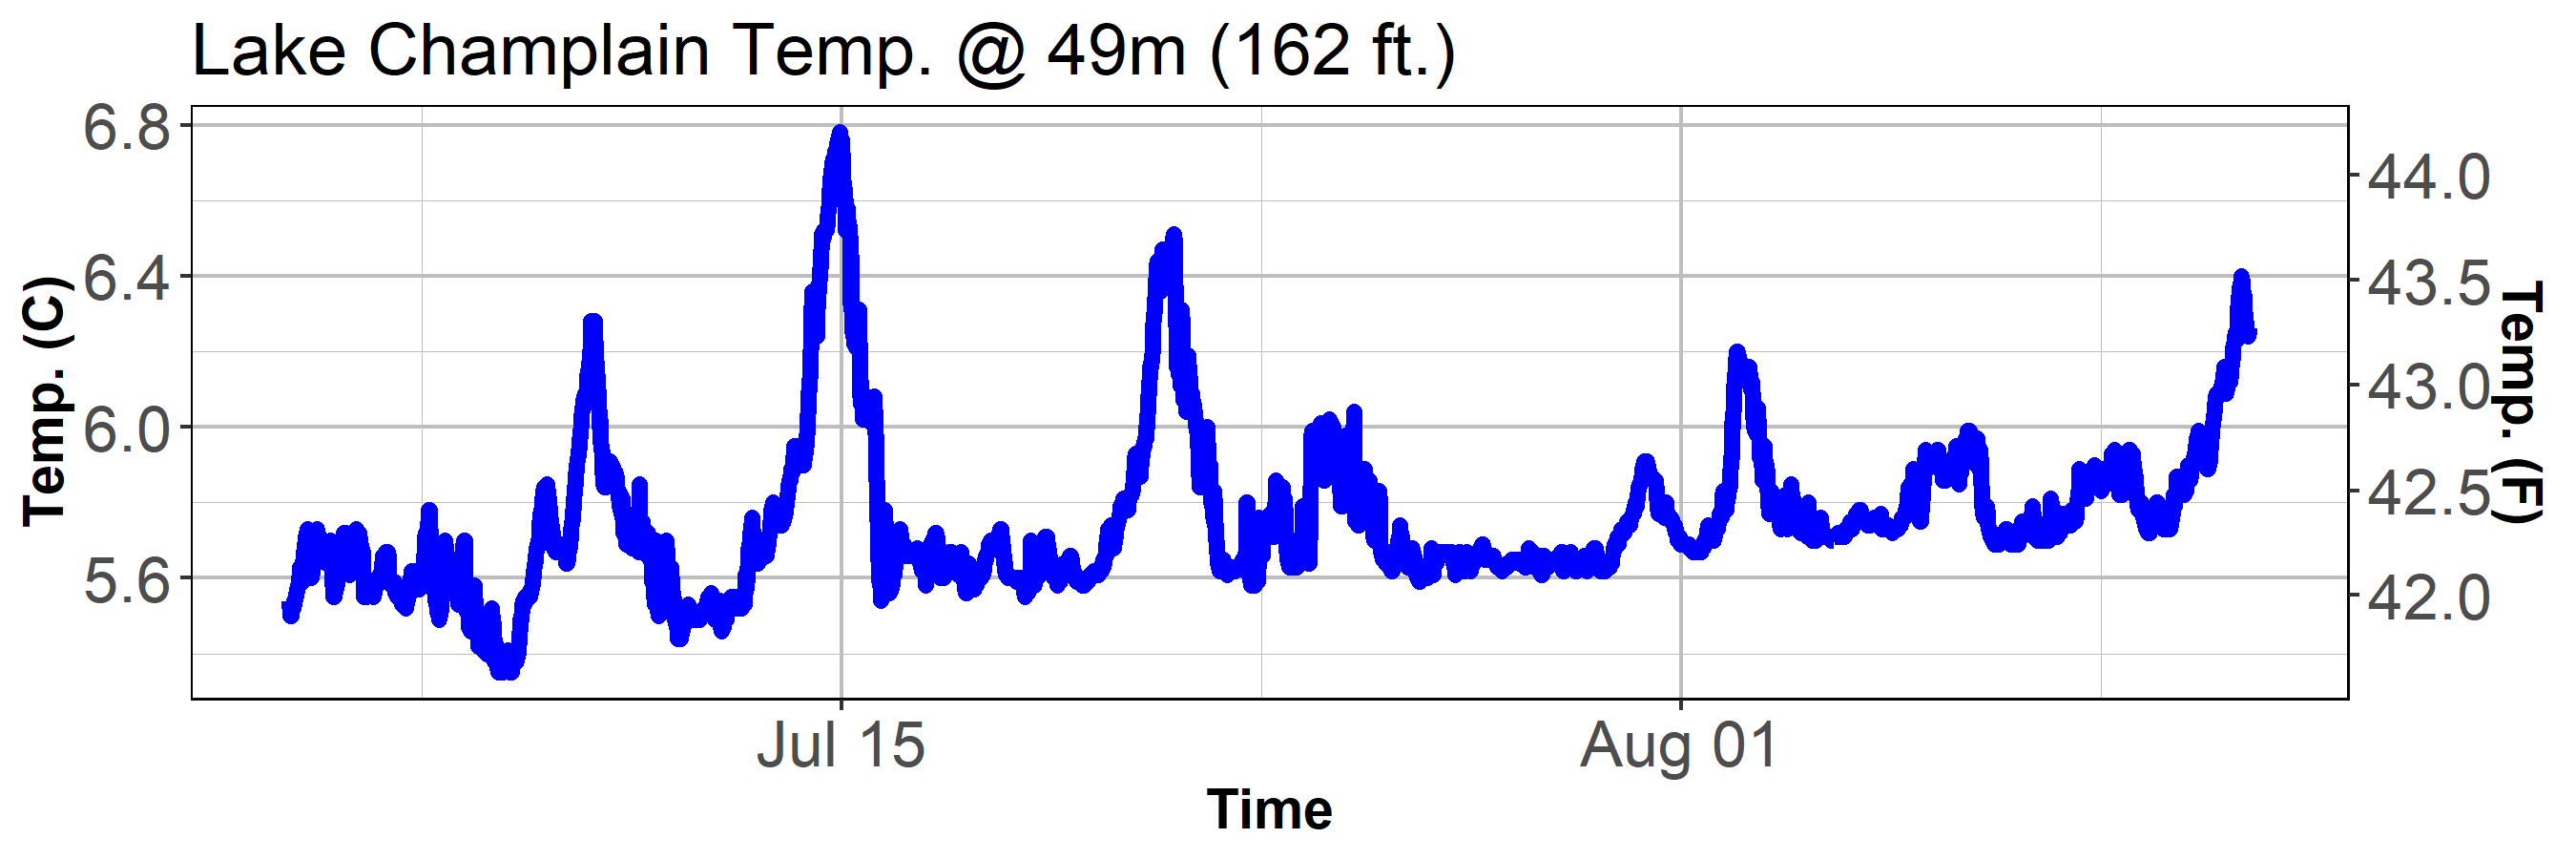 Lake Champlain Temp. @ 49m (162 ft.)
6.8
6.4
6.0
5.6
Temp. (C)
44.0
43.5
43.0
42.5
42.0
Temp. (F)
Jul 15
Aug 01
Time